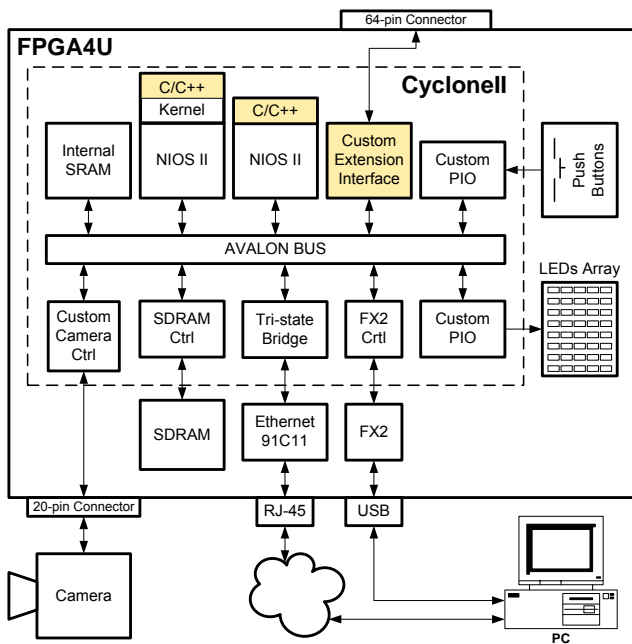 64-pin Connector
FPGA4U
CycloneII
C/C++
Kernel
NIOS II
C/C++
NIOS II
Internal
SRAM
Custom
Extension
Interface
Custom
PIO
Push
Buttons
AVALON BUS
LEDs Array
Custom
Camera
Ctrl
SDRAM
Ctrl
Tri-state
Bridge
FX2
Crtl
Custom
PIO
SDRAM
Ethernet
91C11
FX2
20-pin Connector
RJ-45
USB
Camera
PC